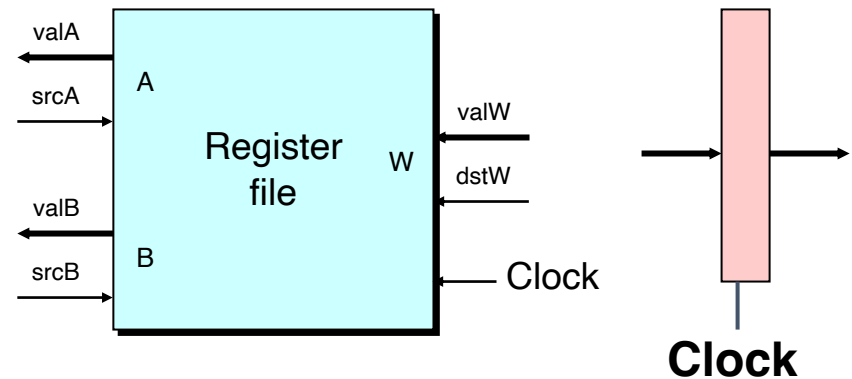 valA
A
srcA
Register
file
valB
B
srcB
valW
W
dstW
Clock
Clock